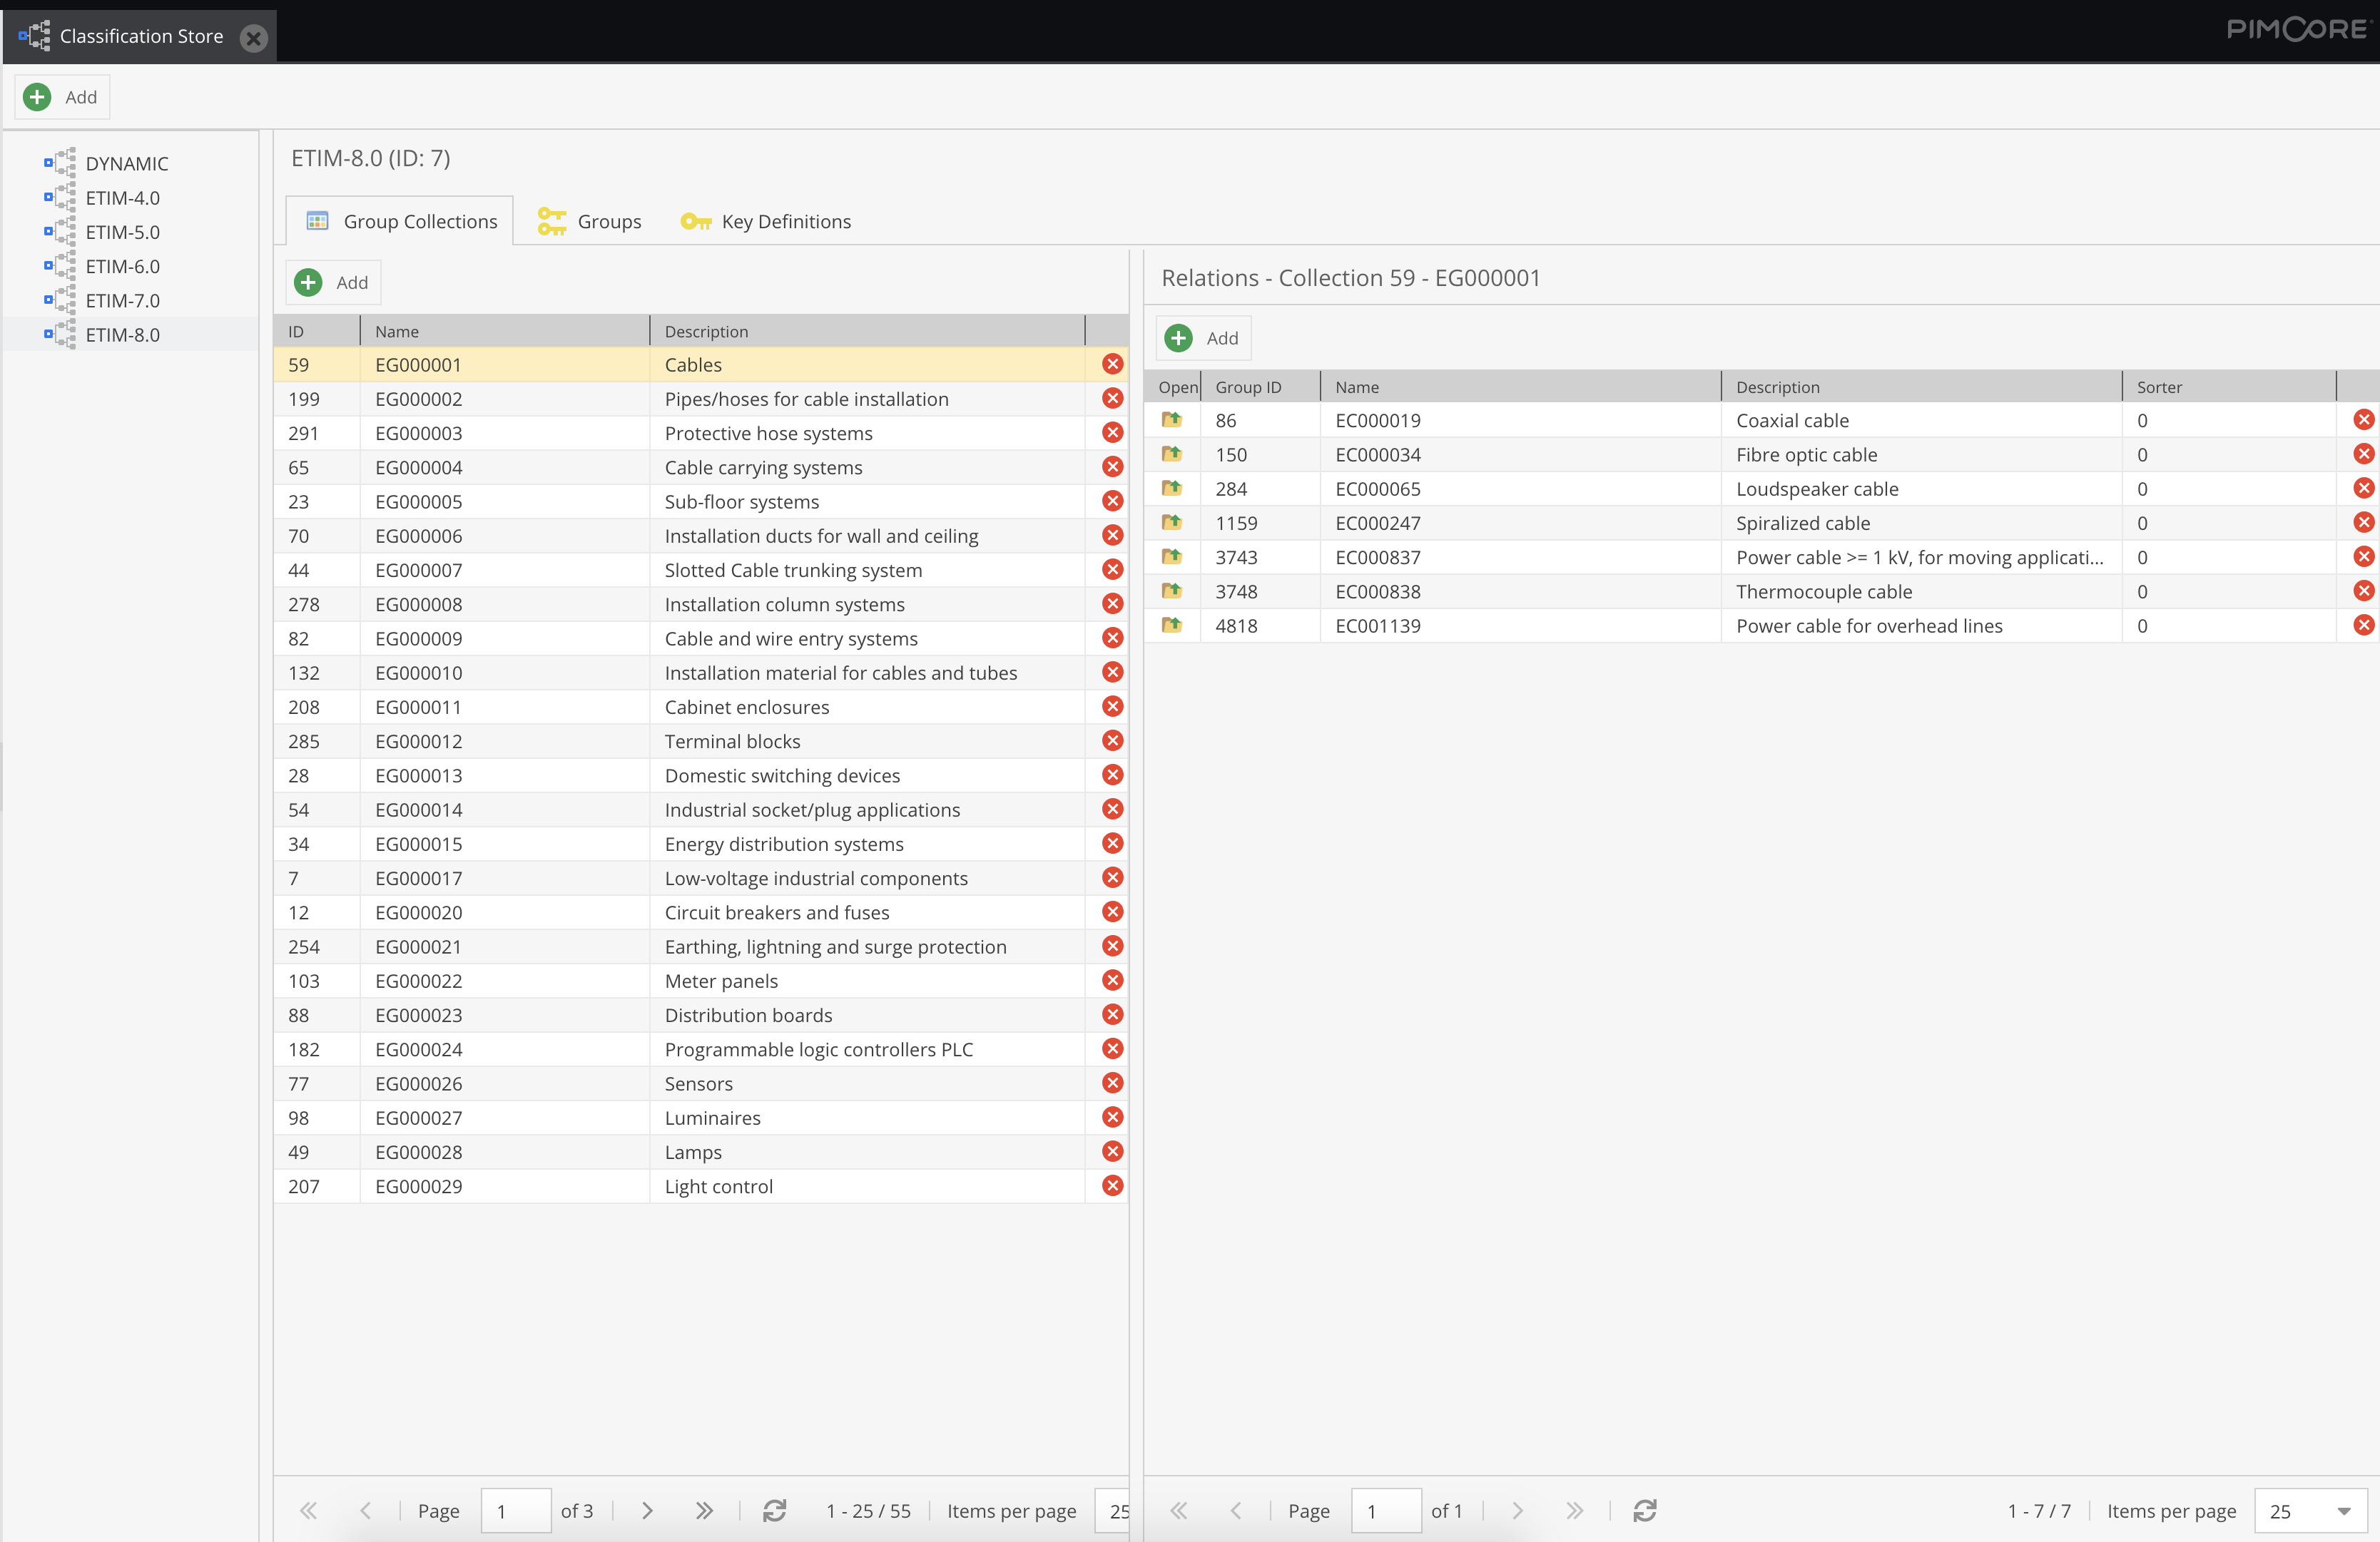 Classification Store
PIMCORE
Add
DYNAMIC
ETIM-4.0
ETIM-5.0
ETIM-6.0
ETIM-7.0
ETIM-8.0
ETIM-8.0 (ID: 7)
Group Collections Groups Key Definitions
Add
ID Name Description
59 EG000001 Cables
199 EG000002 Pipes/hoses for cable installation
291 EG000003 Protective hose systems
65 EG000004 Cable carrying systems
23 EG000005 Sub-floor systems
70 EG000006 Installation ducts for wall and ceiling
44 EG000007 Slotted Cable trunking system
278 EG000008 Installation column systems
82 EG000009 Cable and wire entry systems
132 EG000010 Installation material for cables and tubes
208 EG000011 Cabinet enclosures
285 EG000012 Terminal blocks
28 EG000013 Domestic switching devices
54 EG000014 Industrial socket/plug applications
34 EG000015 Energy distribution systems
7 EG000017 Low-voltage industrial components
12 EG000020 Circuit breakers and fuses
254 EG000021 Earthing, lightning and surge protection
103 EG000022 Meter panels
88 EG000023 Distribution boards
182 EG000024 Programmable logic controllers PLC
77 EG000026 Sensors
98 EG000027 Luminaires
49 EG000028 Lamps
207 EG000029 Light control
Page 1 of 3 1 - 25 / 55 Items per page 25
Relations - Collection 59 - EG000001
Add
Open Group ID Name Description Sorter
86 EC000019 Coaxial cable 0
150 EC000034 Fibre optic cable 0
284 EC000065 Loudspeaker cable 0
1159 EC000247 Spiralized cable 0
3743 EC000837 Power cable >= 1 kV, for moving applicati... 0
3748 EC000838 Thermocouple cable 0
4818 EC001139 Power cable for overhead lines 0
Page 1 of 1 1 - 7 / 7 Items per page 25